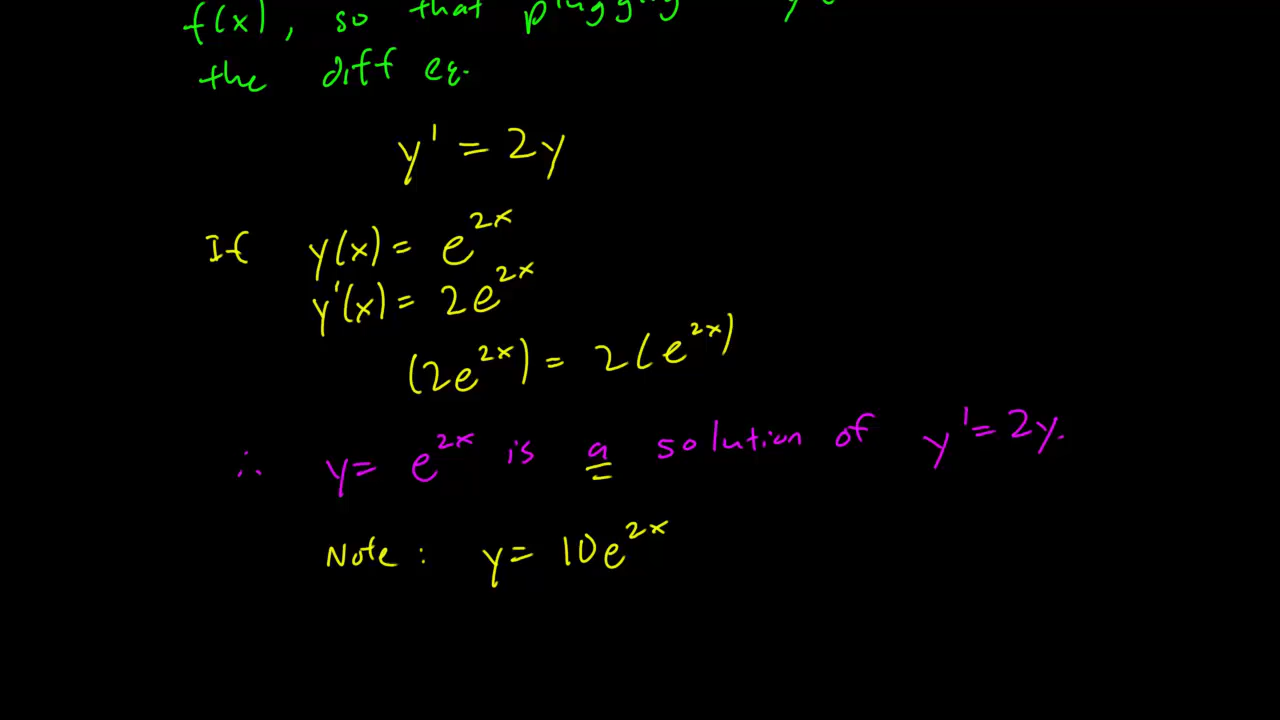 f(x), so that plugging
the diff eq.
y' = 2y
If y(x) = e^{2x}
y'(x) = 2e^{2x}
(2e^{2x}) = 2(e^{2x})
∴ y = e^{2x} is a solution of y' = 2y.
Note: y = 10e^{2x}